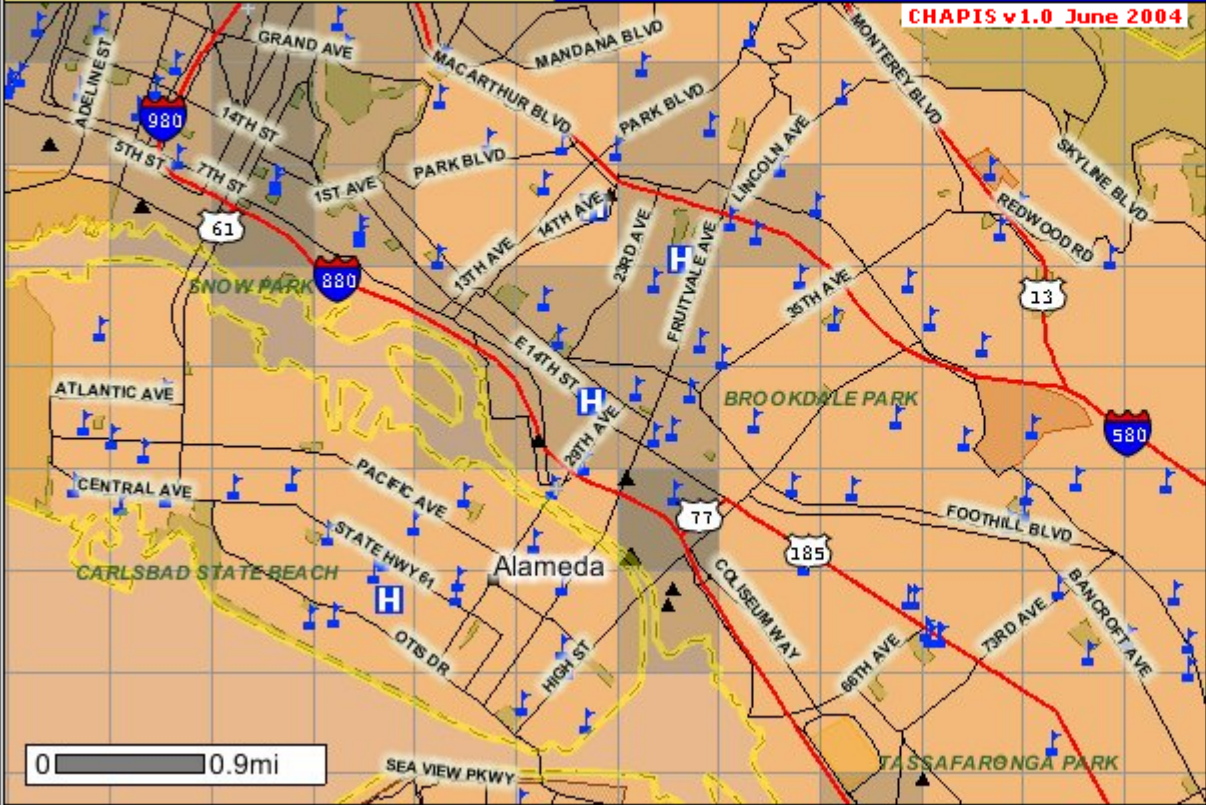 CHAPIS v1.0 June 2004
GRAND AVE
MANDANA BLVD
MONTEREY BLVD
ADELINE ST
MACARTHUR BLVD
980
14TH ST
PARK BLVD
5TH ST
7TH ST
PARK BLVD
LINCOLN AVE
SKYLINE BLVD
1ST AVE
61
14TH AVE
23RD AVE
REDWOOD RD
13TH AVE
H
FRUITVALE AVE
H
SNOW PARK
880
35TH AVE
13
E 14TH ST
ATLANTIC AVE
H
BROOKDALE PARK
29TH AVE
580
CENTRAL AVE
PACIFIC AVE
77
FOOTHILL BLVD
STATE HWY 61
185
CARLSBAD STATE BEACH
Alameda
H
COLISEUM WAY
BANCROFT AVE
OTIS DR
HIGH ST
66TH AVE
73RD AVE
0
0.9mi
SEA VIEW PKWY
TASSAFARONGA PARK